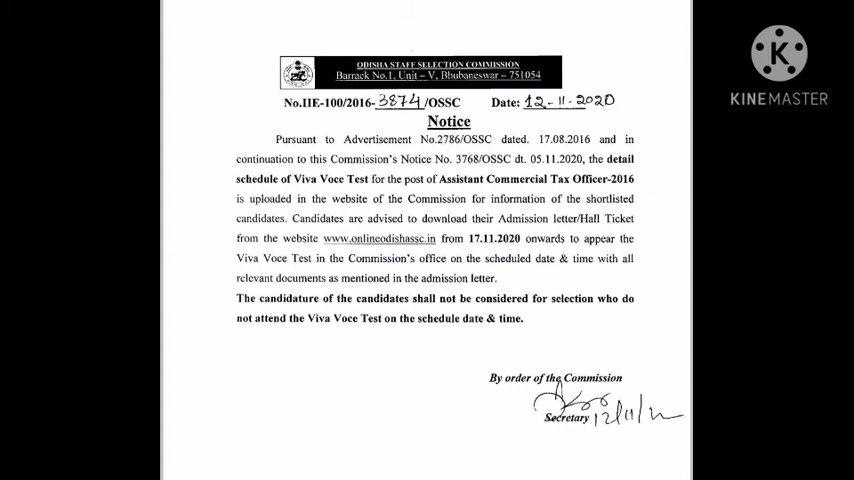 ODISHA STAFF SELECTION COMMISSION
Barrack No.1, Unit – V, Bhubaneswar – 751054
No.IIE-100/2016-3874/OSSC Date: 12-11-2020
Notice
Pursuant to Advertisement No.2786/OSSC dated. 17.08.2016 and in
continuation to this Commission's Notice No. 3768/OSSC dt. 05.11.2020, the detail
schedule of Viva Voce Test for the post of Assistant Commercial Tax Officer-2016
is uploaded in the website of the Commission for information of the shortlisted
candidates. Candidates are advised to download their Admission letter/Hall Ticket
from the website www.onlineodishassc.in from 17.11.2020 onwards to appear the
Viva Voce Test in the Commission's office on the scheduled date & time with all
relevant documents as mentioned in the admission letter.
The candidature of the candidates shall not be considered for selection who do
not attend the Viva Voce Test on the schedule date & time.
By order of the Commission
Secretary 12/11/20
K
KINEMASTER